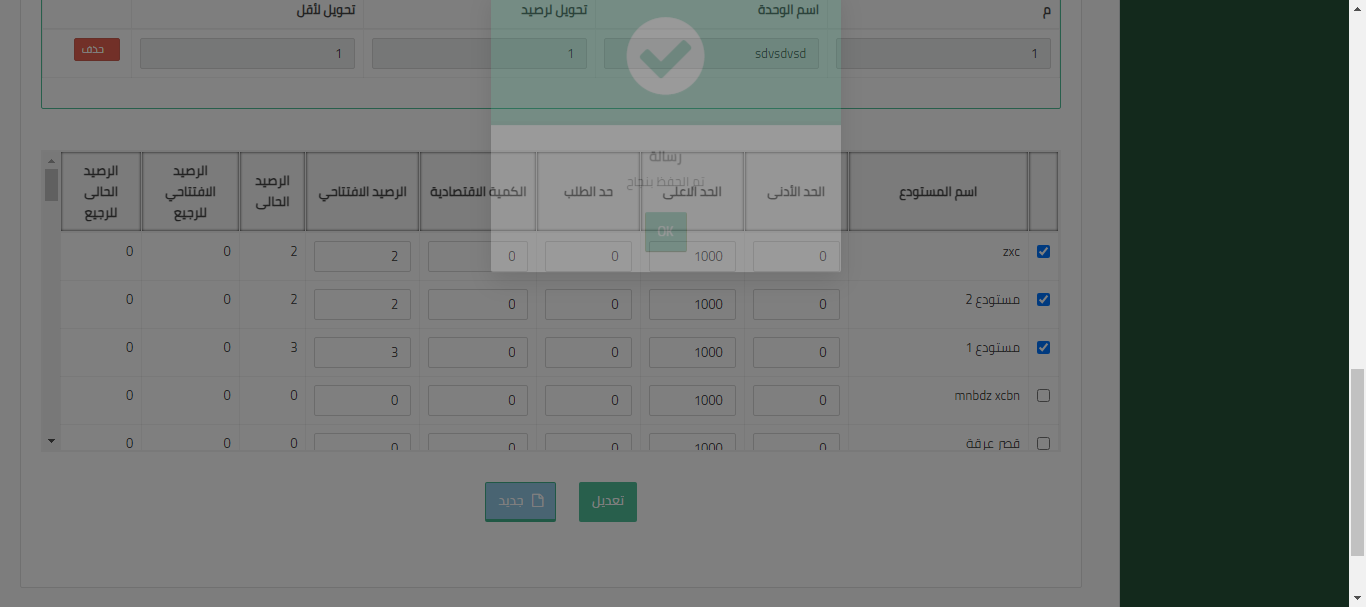 م اسم الوحدة تحويل لرصيد تحويل لأقل
1 sdvsdvsd 1 1 حذف
رسالة
تم الحفظ بنجاح
OK
اسم المستودع الحد الأدنى الحد الاعلى حد الطلب الكمية الاقتصادية الرصيد الافتتاحي الرصيد الحالى الرصيد الافتتاحي للرجيع الرصيد الحالى للرجيع
zxc 0 1000 0 0 2 2 0 0
مستودع 2 0 1000 0 0 2 2 0 0
مستودع 1 0 1000 0 0 3 3 0 0
mnbdz xcbn 0 1000 0 0 0 0 0 0
قصر عرقة 0 1000 0 0 0 0 0 0
تعديل
جديد